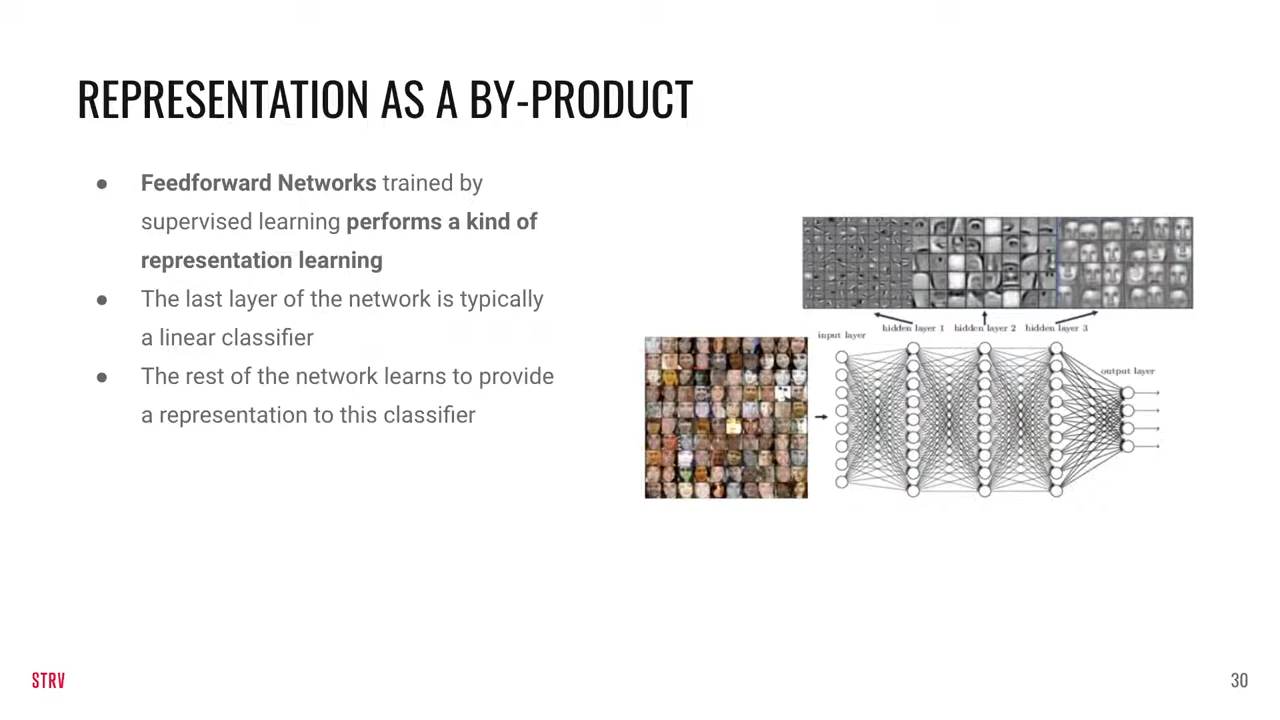 REPRESENTATION AS A BY-PRODUCT
● Feedforward Networks trained by
supervised learning performs a kind of
representation learning
● The last layer of the network is typically
a linear classifier
● The rest of the network learns to provide
a representation to this classifier
input layer
hidden layer 1 hidden layer 2 hidden layer 3
output layer
STRV
30